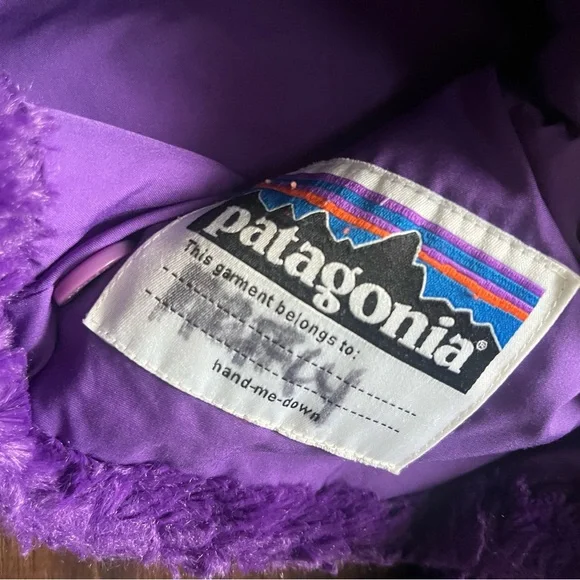 patagonia®
This garment belongs to:
hand-me-down